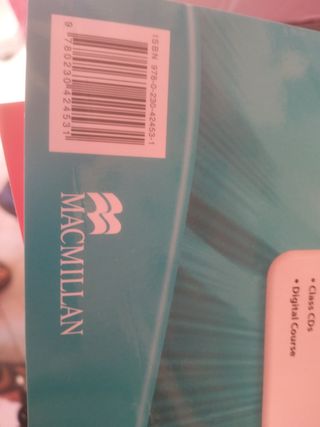 ISBN 978-0-230-42453-1
9 780230 424531
MACMILLAN
• Class CDs
• Digital Course